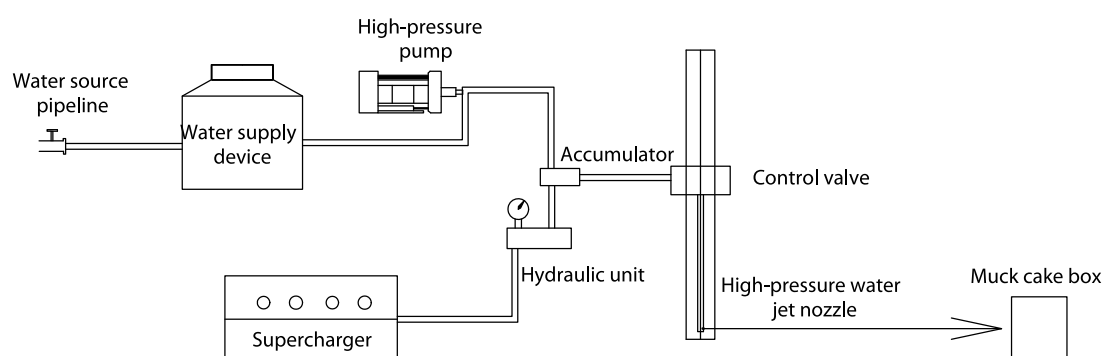 High-pressure
pump
Water source
pipeline
Water supply
device
Accumulator
Control valve
Hydraulic unit
High-pressure water
jet nozzle
Muck cake box
Supercharger